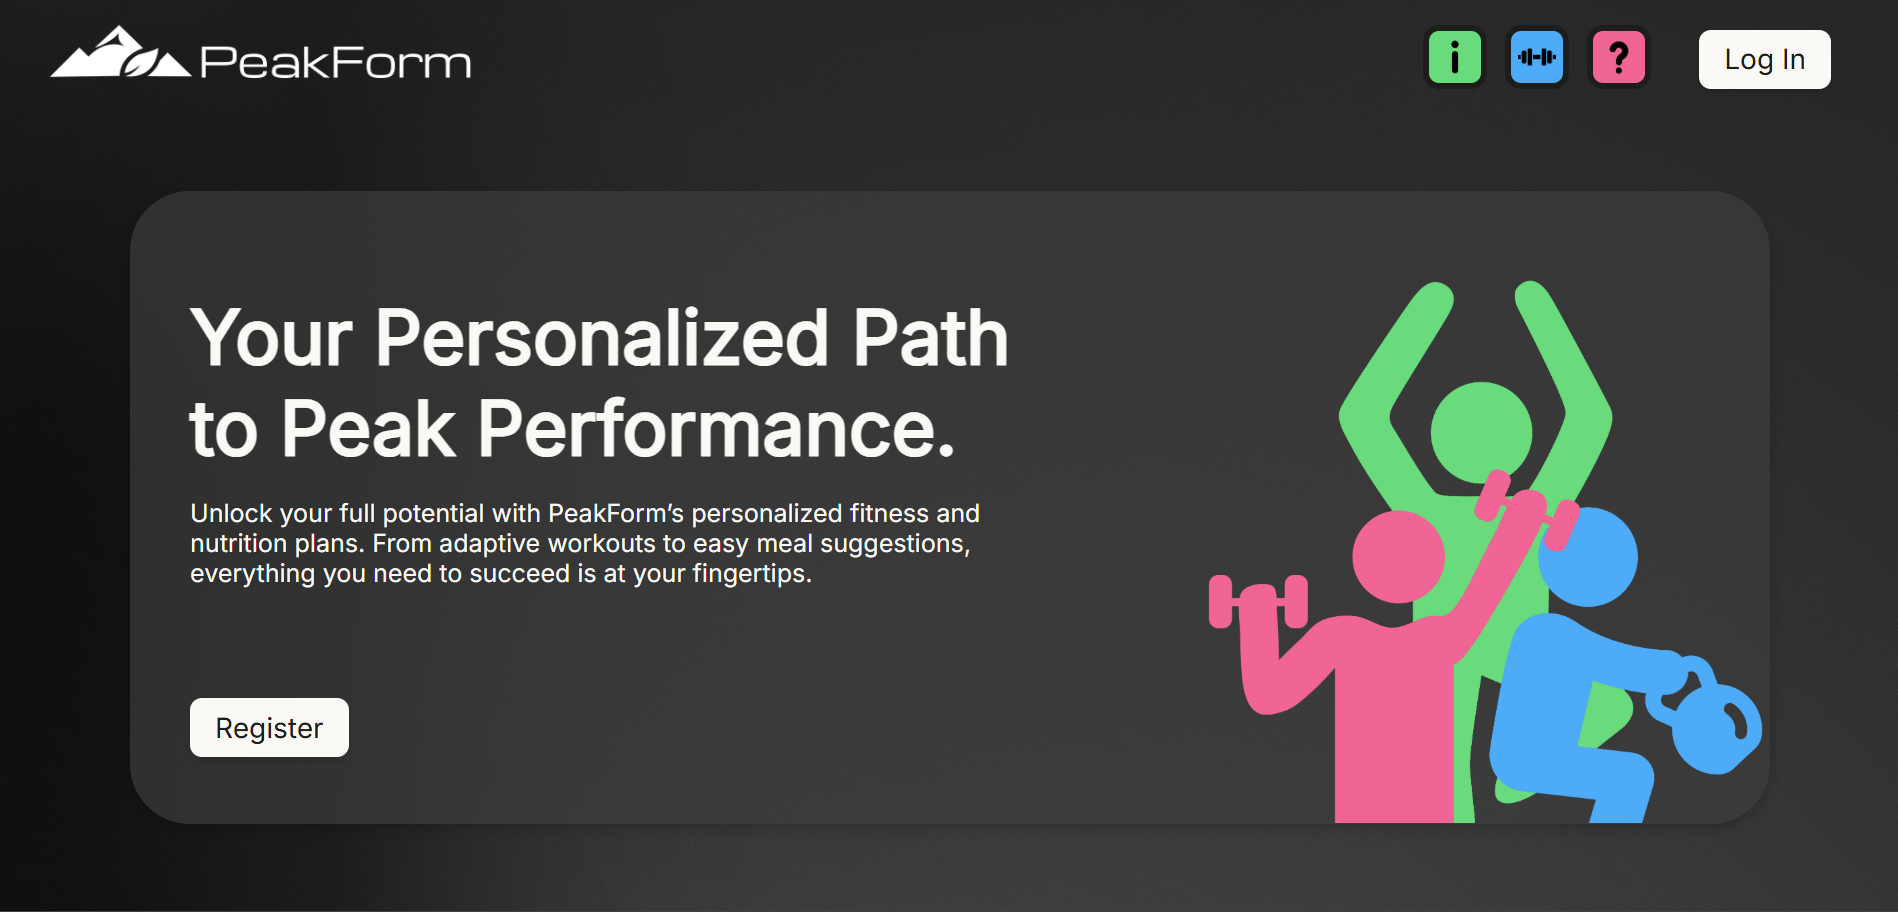 PeakForm
i
?
Log In
Your Personalized Path
to Peak Performance.
Unlock your full potential with PeakForm’s personalized fitness and
nutrition plans. From adaptive workouts to easy meal suggestions,
everything you need to succeed is at your fingertips.
Register